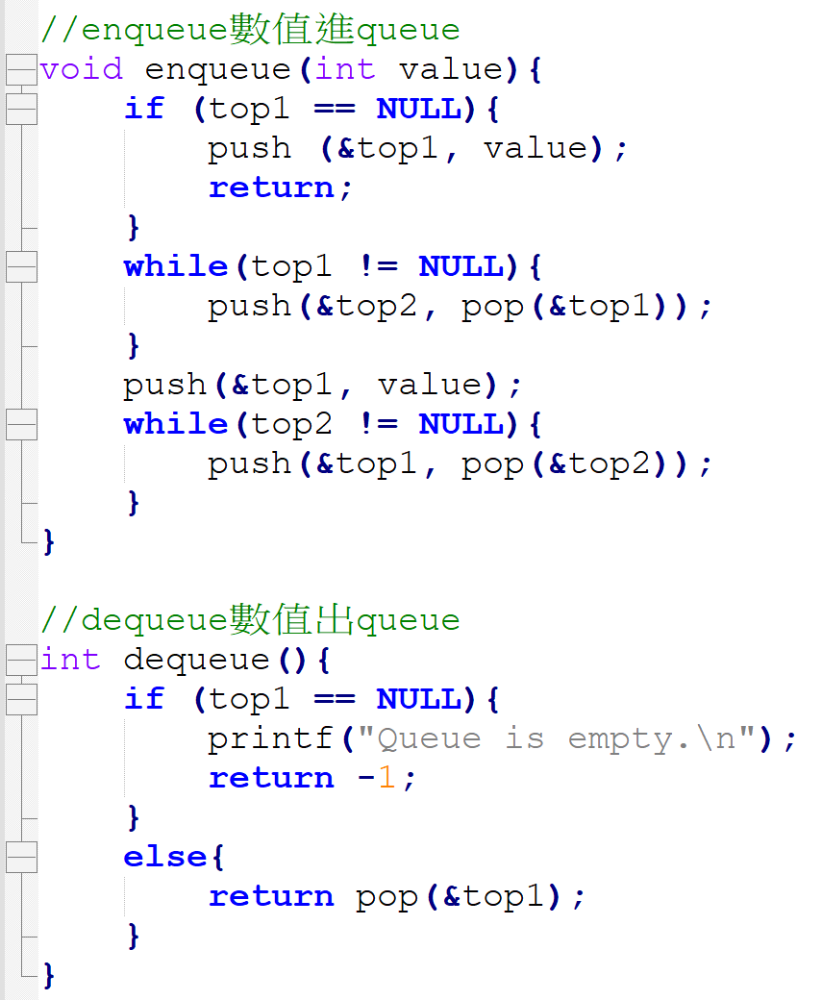 //enqueue數值進queue
void enqueue(int value){
    if (top1 == NULL){
        push (&top1, value);
        return;
    }
    while(top1 != NULL){
        push(&top2, pop(&top1));
    }
    push(&top1, value);
    while(top2 != NULL){
        push(&top1, pop(&top2));
    }
}

//dequeue數值出queue
int dequeue(){
    if (top1 == NULL){
        printf("Queue is empty.\n");
        return -1;
    }
    else{
        return pop(&top1);
    }
}